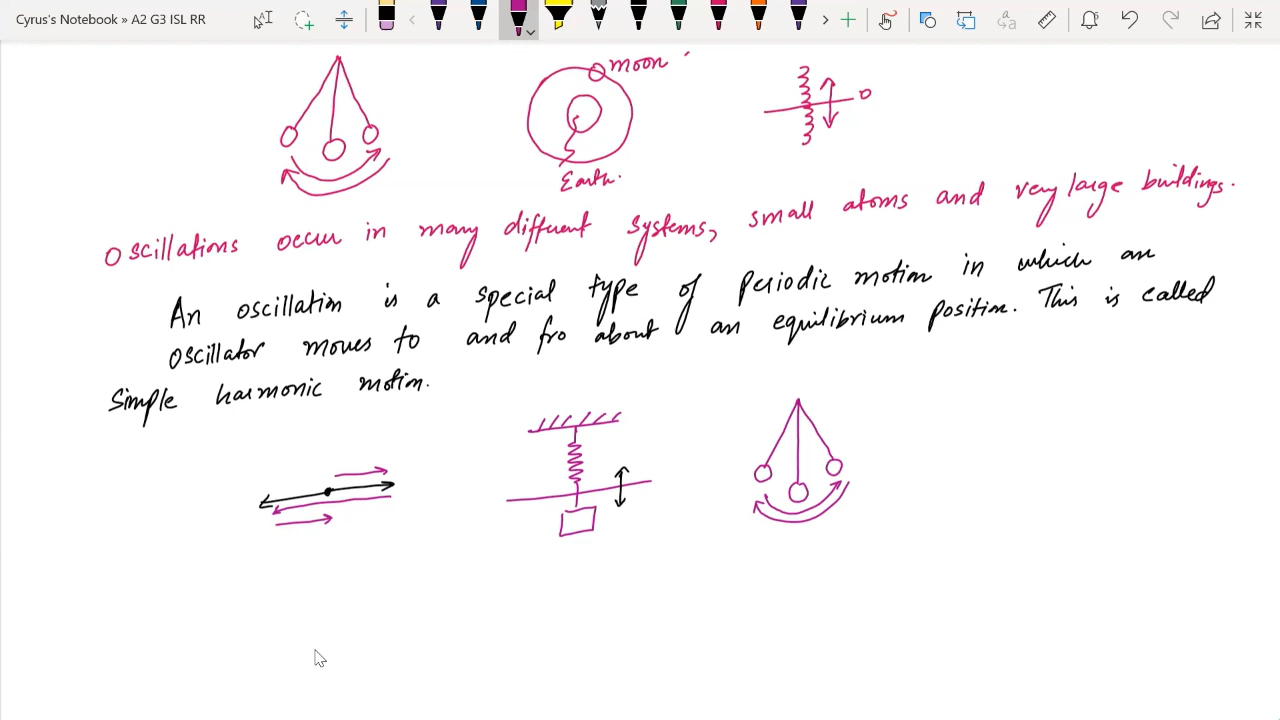 Cyrus's Notebook » A2 G3 ISL RR
moon
Earth.
Oscillations occur in many different systems, small atoms and very large buildings.
An oscillation is a special type of Periodic motion in which an
oscillator moves to and fro about an equilibrium position. This is called
Simple harmonic motion.